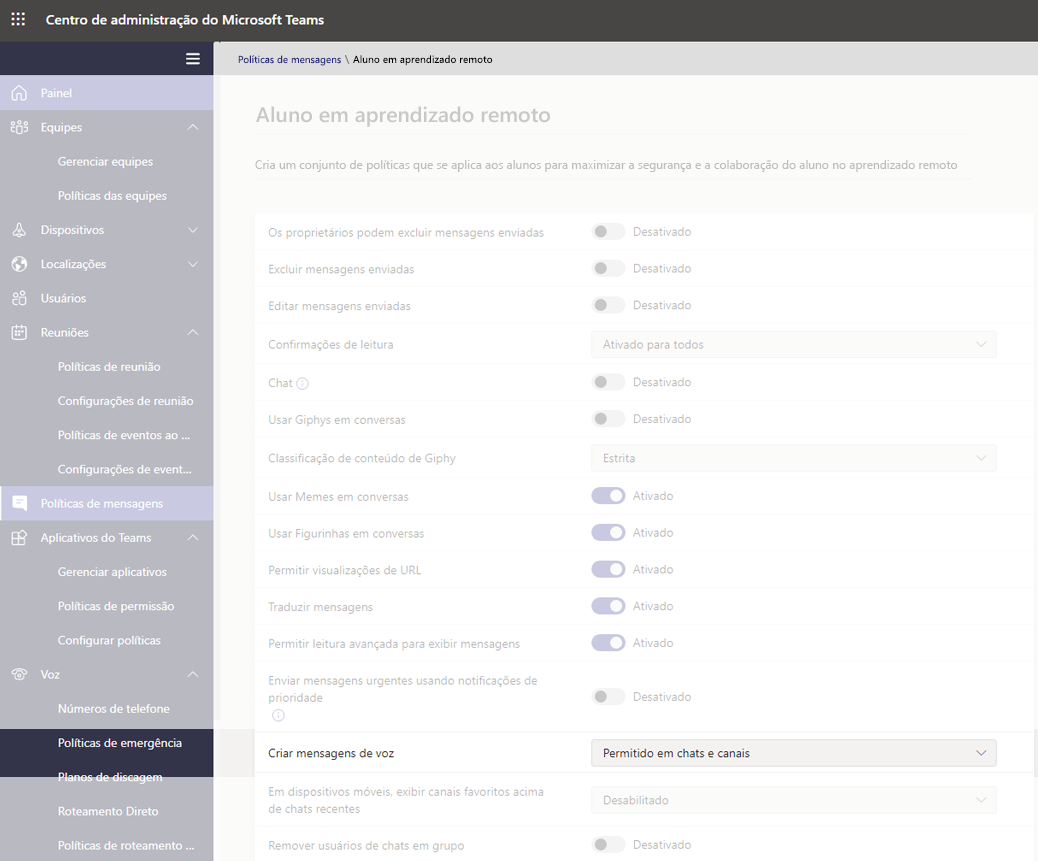 Centro de administração do Microsoft Teams
Políticas de mensagens \ Aluno em aprendizado remoto
Painel
Equipes
Gerenciar equipes
Políticas das equipes
Dispositivos
Localizações
Usuários
Reuniões
Políticas de reunião
Configurações de reunião
Políticas de eventos ao ...
Configurações de event...
Políticas de mensagens
Aplicativos do Teams
Gerenciar aplicativos
Políticas de permissão
Configurar políticas
Voz
Números de telefone
Políticas de emergência
Planos de discagem
Roteamento Direto
Políticas de roteamento ...
Aluno em aprendizado remoto
Cria um conjunto de políticas que se aplica aos alunos para maximizar a segurança e a colaboração do aluno no aprendizado remoto
Os proprietários podem excluir mensagens enviadas Desativado
Excluir mensagens enviadas Desativado
Editar mensagens enviadas Desativado
Confirmações de leitura Ativado para todos
Chat Desativado
Usar Giphys em conversas Desativado
Classificação de conteúdo de Giphy Estrita
Usar Memes em conversas Ativado
Usar Figurinhas em conversas Ativado
Permitir visualizações de URL Ativado
Traduzir mensagens Ativado
Permitir leitura avançada para exibir mensagens Ativado
Enviar mensagens urgentes usando notificações de
prioridade Desativado
Criar mensagens de voz Permitido em chats e canais
Em dispositivos móveis, exibir canais favoritos acima
de chats recentes Desabilitado
Remover usuários de chats em grupo Desativado